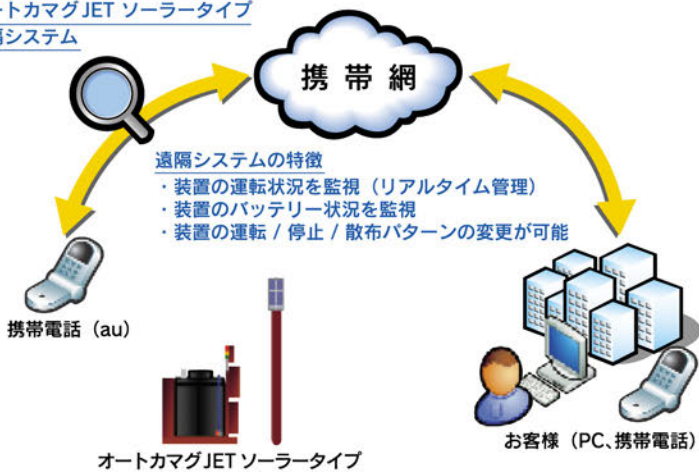 ートカマグJET ソーラータイプ
隔システム
携帯網
遠隔システムの特徴
・装置の運転状況を監視（リアルタイム管理）
・装置のバッテリー状況を監視
・装置の運転 / 停止 / 散布パターンの変更が可能
携帯電話（au）
オートカマグJET ソーラータイプ
お客様（PC、携帯電話）